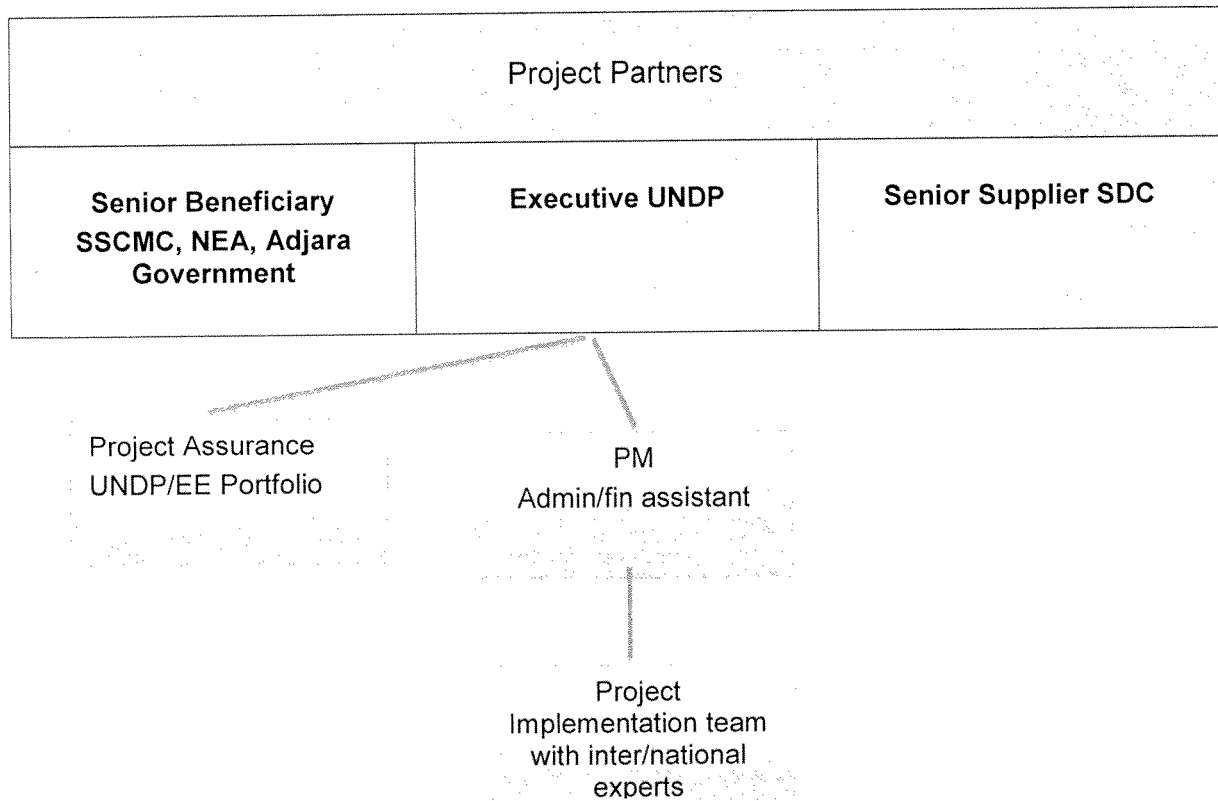 Project Partners
Senior Beneficiary
SSCMC, NEA, Adjara
Government
Executive UNDP
Senior Supplier SDC
Project Assurance
UNDP/EE Portfolio
PM
Admin/fin assistant
Project
Implementation team
with inter/national
experts